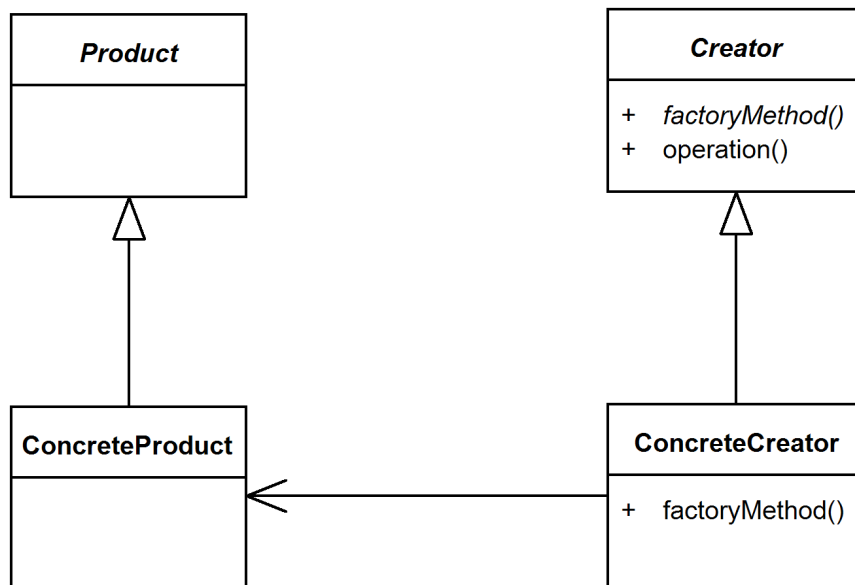 Product
Creator
+ factoryMethod()
+ operation()
ConcreteProduct
ConcreteCreator
+ factoryMethod()